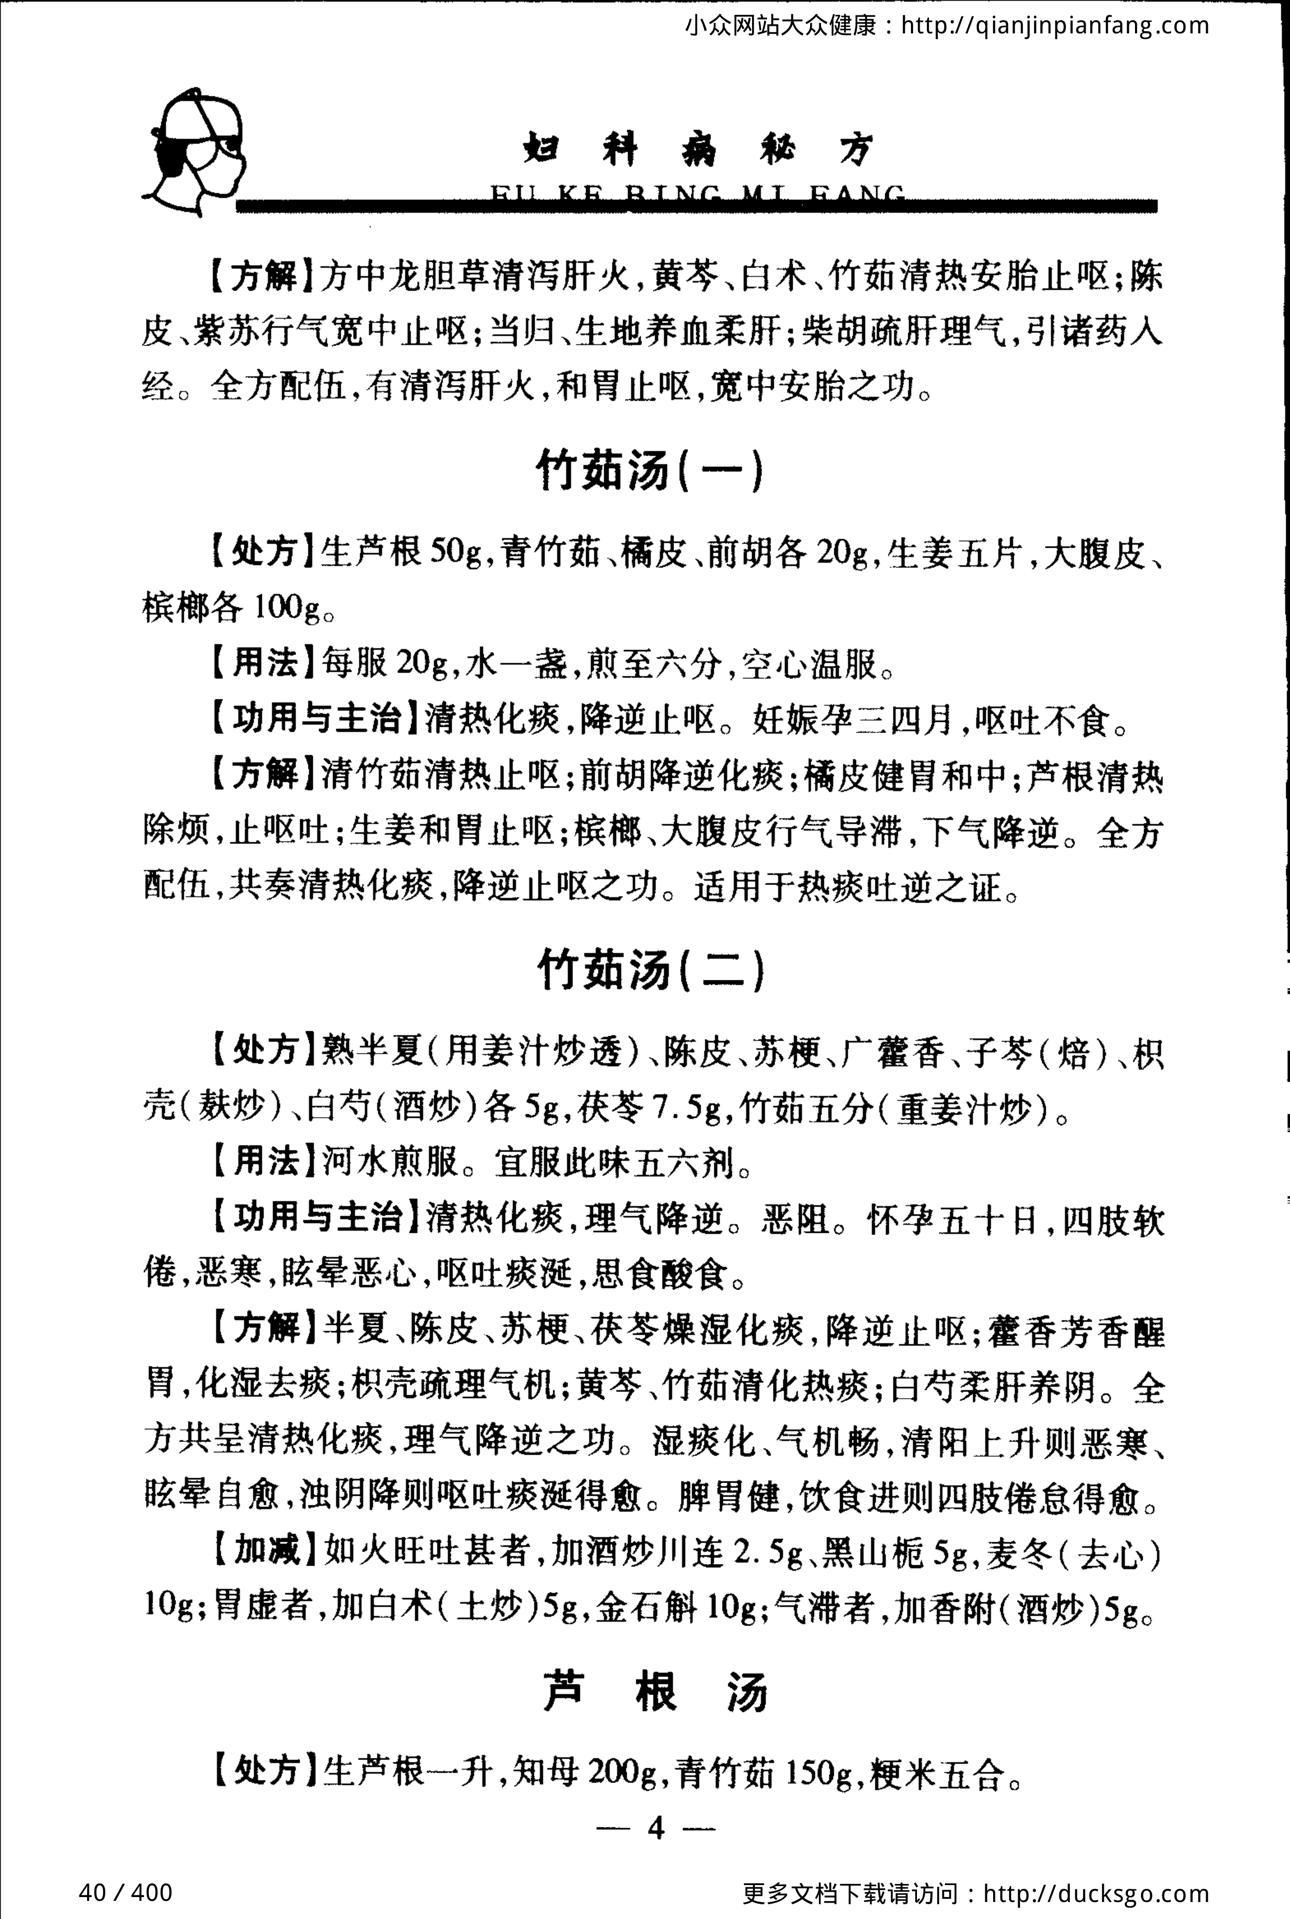 小众网站大众健康：http://qianjinpianfang.com
妇科病秘方
FU KE BING MI FANG
【方解】方中龙胆草清泻肝火,黄芩、白术、竹茹清热安胎止呕;陈
皮、紫苏行气宽中止呕;当归、生地养血柔肝;柴胡疏肝理气,引诸药入
经。全方配伍,有清泻肝火,和胃止呕,宽中安胎之功。
竹茹汤(一)
【处方】生芦根 50g,青竹茹、橘皮、前胡各 20g,生姜五片,大腹皮、
槟榔各 100g。
【用法】每服 20g,水一盏,煎至六分,空心温服。
【功用与主治】清热化痰,降逆止呕。妊娠孕三四月,呕吐不食。
【方解】清竹茹清热止呕;前胡降逆化痰;橘皮健胃和中;芦根清热
除烦,止呕吐;生姜和胃止呕;槟榔、大腹皮行气导滞,下气降逆。全方
配伍,共奏清热化痰,降逆止呕之功。适用于热痰吐逆之证。
竹茹汤(二)
【处方】熟半夏(用姜汁炒透)、陈皮、苏梗、广藿香、子芩(焙)、枳
壳(麸炒)、白芍(酒炒)各 5g,茯苓 7.5g,竹茹五分(重姜汁炒)。
【用法】河水煎服。宜服此味五六剂。
【功用与主治】清热化痰,理气降逆。恶阻。怀孕五十日,四肢软
倦,恶寒,眩晕恶心,呕吐痰涎,思食酸食。
【方解】半夏、陈皮、苏梗、茯苓燥湿化痰,降逆止呕;藿香芳香醒
胃,化湿去痰;枳壳疏理气机;黄芩、竹茹清化热痰;白芍柔肝养阴。全
方共呈清热化痰,理气降逆之功。湿痰化、气机畅,清阳上升则恶寒、
眩晕自愈,浊阴降则呕吐痰涎得愈。脾胃健,饮食进则四肢倦怠得愈。
【加减】如火旺吐甚者,加酒炒川连 2.5g、黑山栀 5g,麦冬(去心)
10g;胃虚者,加白术(土炒)5g,金石斛 10g;气滞者,加香附(酒炒)5g。
芦根汤
【处方】生芦根一升,知母 200g,青竹茹 150g,粳米五合。
— 4 —
40 / 400
更多文档下载请访问：http://ducksgo.com